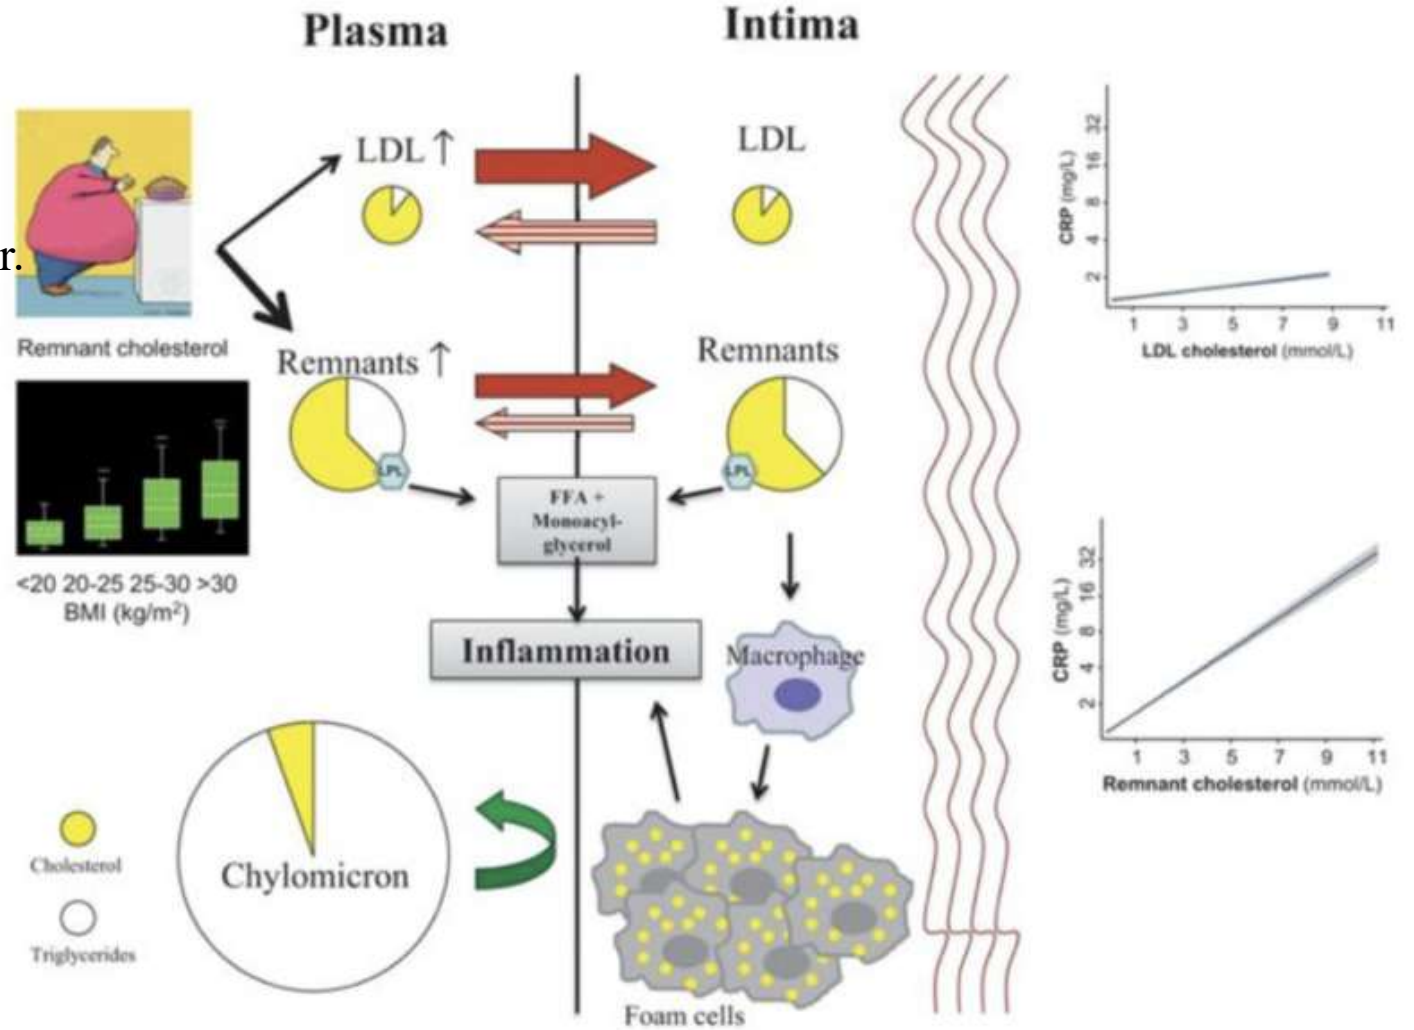 Plasma
Intima
r.
LDL ↑
LDL
Remnant cholesterol
Remnants ↑
Remnants
LPL
LPL
FFA +
Monoacyl-
glycerol
<20 20-25 25-30 >30
BMI (kg/m²)
Inflammation
Macrophage
Cholesterol
Triglycerides
Chylomicron
Foam cells
CRP (mg/L)
32
16
8
4
2
1 3 5 7 9 11
LDL cholesterol (mmol/L)
CRP (mg/L)
32
16
8
4
2
1 3 5 7 9 11
Remnant cholesterol (mmol/L)